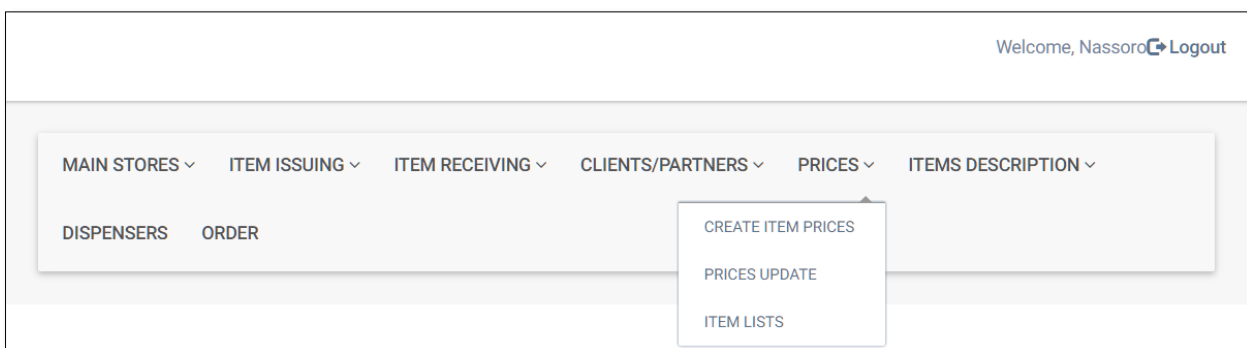 Welcome, Nassoro Logout
MAIN STORES ITEM ISSUING ITEM RECEIVING CLIENTS/PARTNERS PRICES ITEMS DESCRIPTION
DISPENSERS ORDER
CREATE ITEM PRICES
PRICES UPDATE
ITEM LISTS